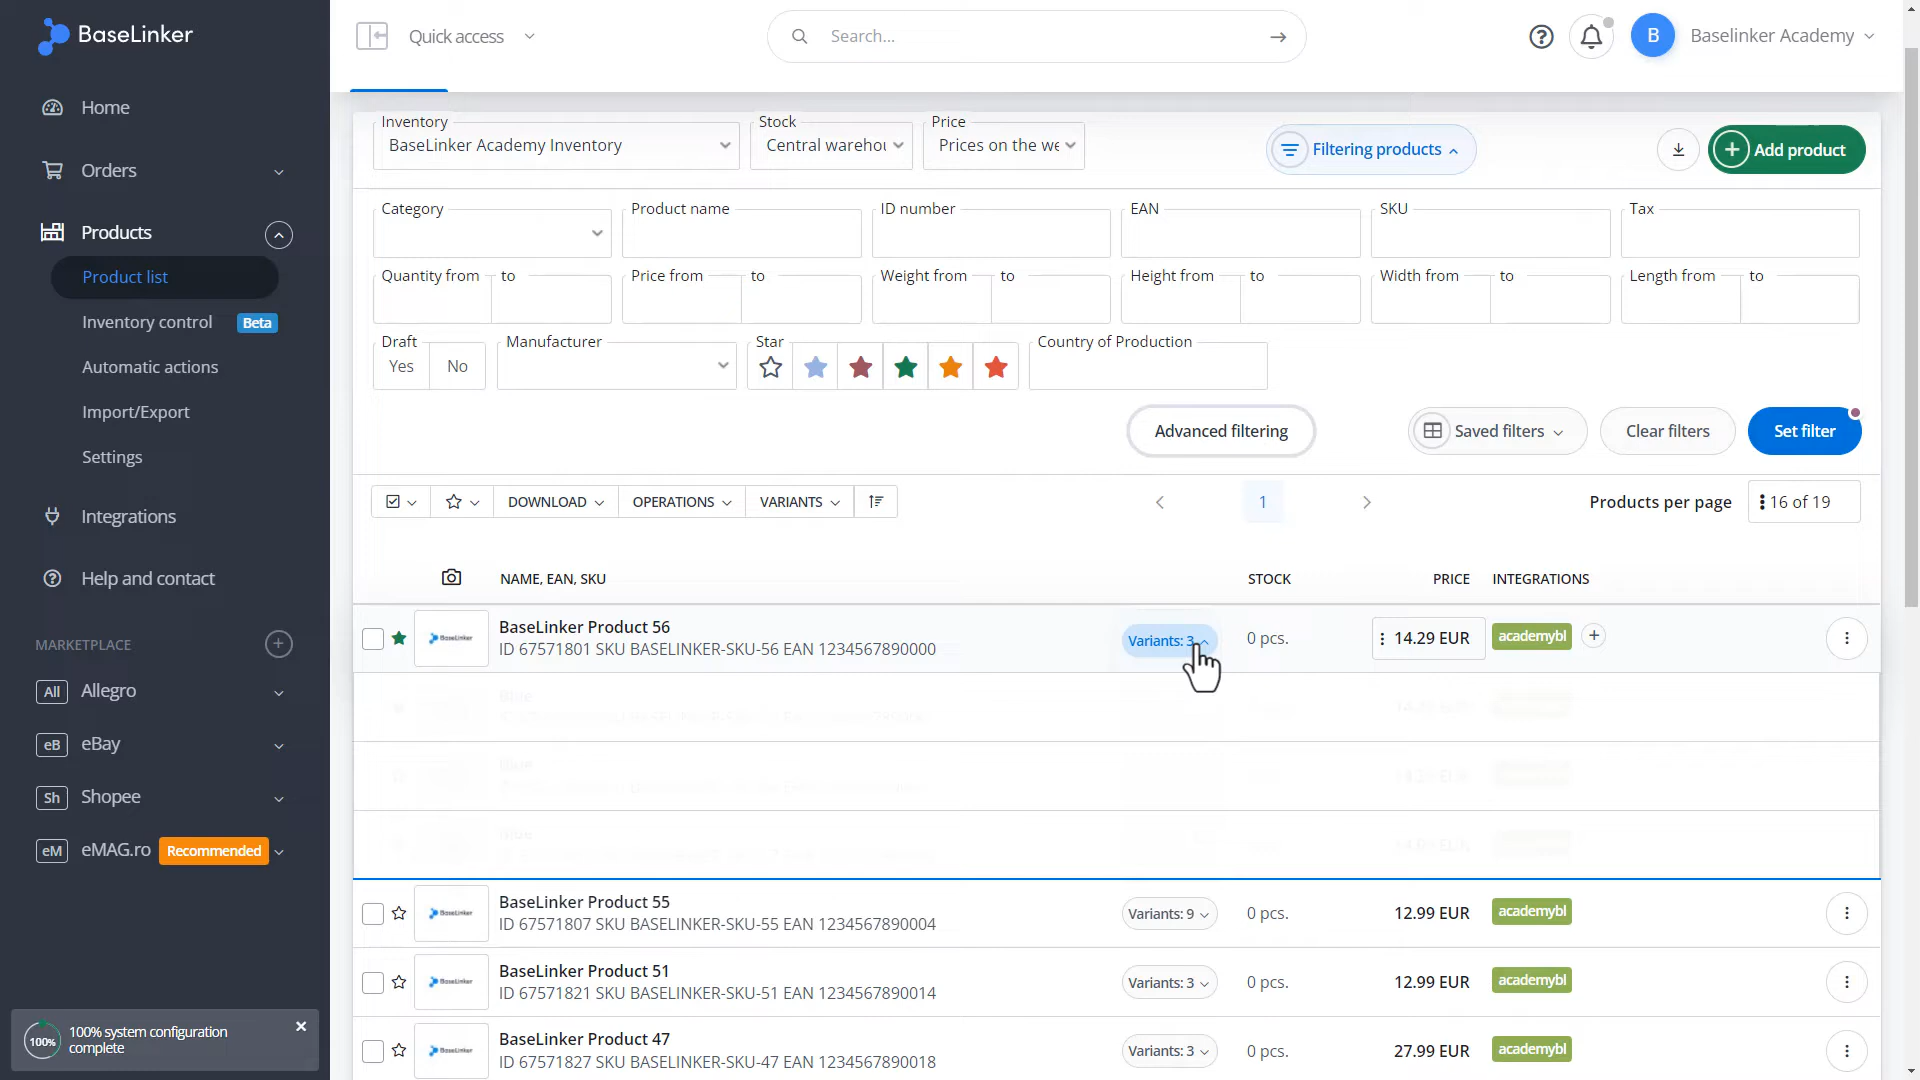 BaseLinker
Quick access
Search...
B
Baselinker Academy
Home
Orders
Products
Product list
Inventory control
Beta
Automatic actions
Import/Export
Settings
Integrations
Help and contact
MARKETPLACE
All
Allegro
eB
eBay
Sh
Shopee
eM
eMAG.ro
Recommended
100%
100% system configuration
complete
Inventory
BaseLinker Academy Inventory
Stock
Central warehou
Price
Prices on the we
Filtering products
Add product
Category
Product name
ID number
EAN
SKU
Tax
Quantity from
to
Price from
to
Weight from
to
Height from
to
Width from
to
Length from
to
Draft
Yes
No
Manufacturer
Star
Country of Production
Advanced filtering
Saved filters
Clear filters
Set filter
DOWNLOAD
OPERATIONS
VARIANTS
1
Products per page
16 of 19
NAME, EAN, SKU
STOCK
PRICE
INTEGRATIONS
BaseLinker
BaseLinker Product 56
ID 67571801 SKU BASELINKER-SKU-56 EAN 1234567890000
Variants: 3
0 pcs.
14.29 EUR
academybl
Blue
Blue
Blue
BaseLinker
BaseLinker Product 55
ID 67571807 SKU BASELINKER-SKU-55 EAN 1234567890004
Variants: 9
0 pcs.
12.99 EUR
academybl
BaseLinker
BaseLinker Product 51
ID 67571821 SKU BASELINKER-SKU-51 EAN 1234567890014
Variants: 3
0 pcs.
12.99 EUR
academybl
BaseLinker
BaseLinker Product 47
ID 67571827 SKU BASELINKER-SKU-47 EAN 1234567890018
Variants: 3
0 pcs.
27.99 EUR
academybl